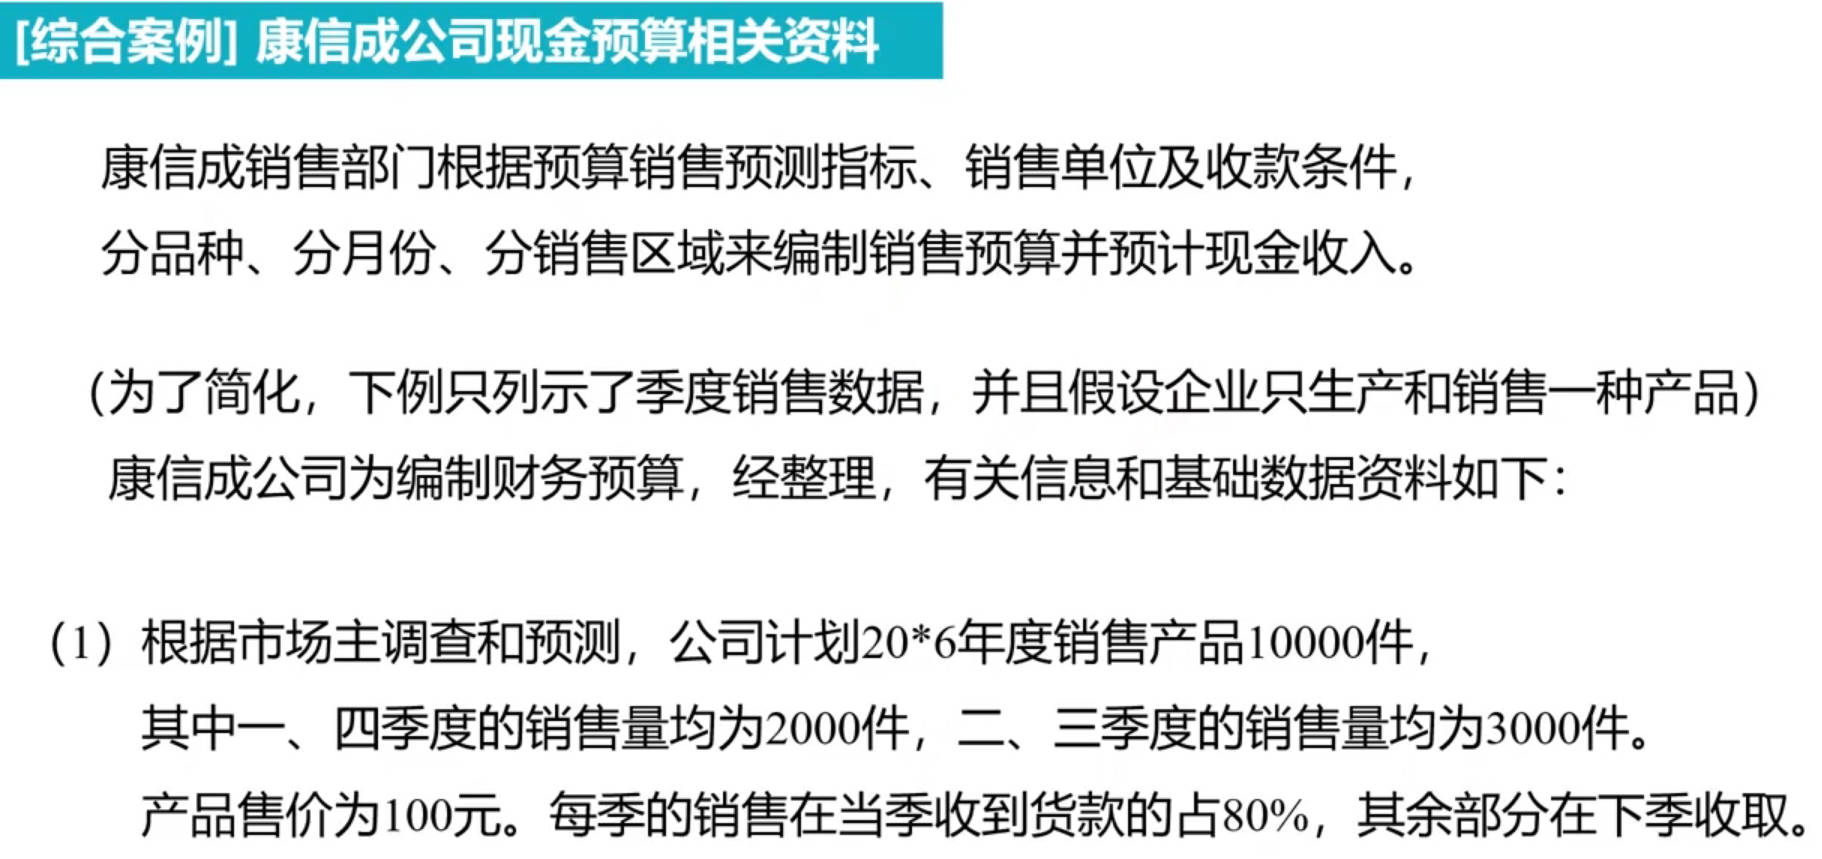 [综合案例] 康信成公司现金预算相关资料
康信成销售部门根据预算销售预测指标、销售单位及收款条件，
分品种、分月份、分销售区域来编制销售预算并预计现金收入。
（为了简化，下例只列示了季度销售数据，并且假设企业只生产和销售一种产品）
康信成公司为编制财务预算，经整理，有关信息和基础数据资料如下：
（1）根据市场主调查和预测，公司计划20*6年度销售产品10000件，
其中一、四季度的销售量均为2000件，二、三季度的销售量均为3000件。
产品售价为100元。每季的销售在当季收到货款的占80%，其余部分在下季收取。